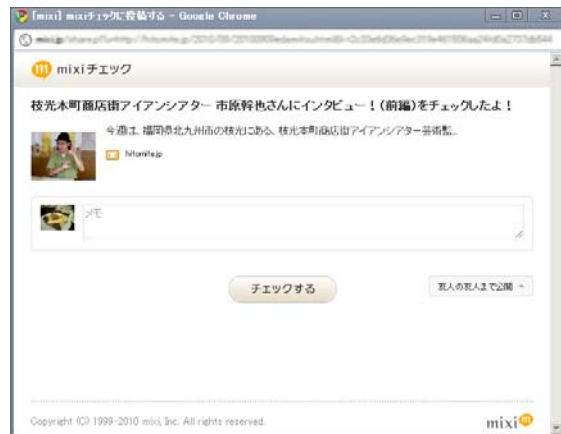 [mixi] mixiチェックに投稿する - Google Chrome
mixiチェック
枝光本町商店街アイアンシアター 市原幹也さんにインタビュー！(前編)をチェックしたよ！
今週は、福岡県北九州市の枝光にある、枝光本町商店街アイアンシアター芸術監...
hitomite.jp
メモ
チェックする
友人の友人まで公開
Copyright (C) 1999-2010 mixi, Inc. All rights reserved.
mixi